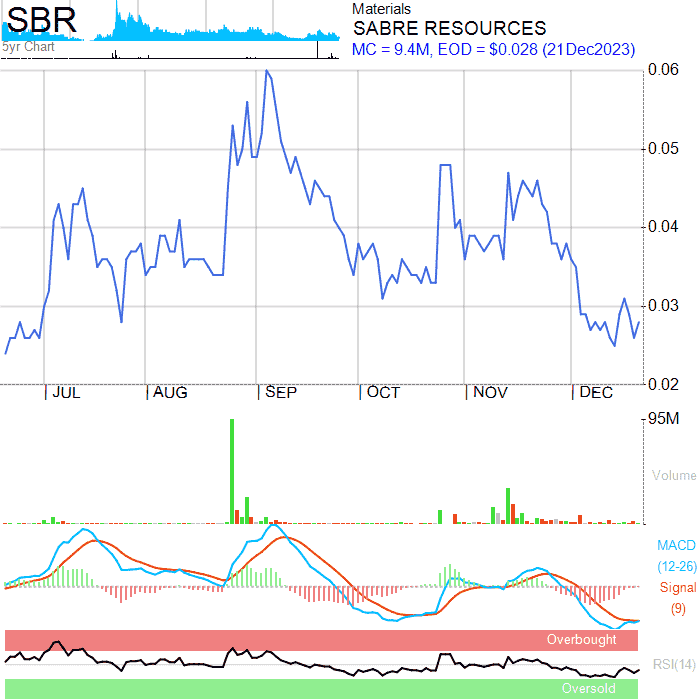 SBR
5yr Chart
Materials
SABRE RESOURCES
MC = 9.4M, EOD = $0.028 (21Dec2023)
0.06
0.05
0.04
0.03
0.02
JUL
AUG
SEP
OCT
NOV
DEC
95M
Volume
MACD
(12-26)
Signal
(9)
Overbought
RSI(14)
Oversold